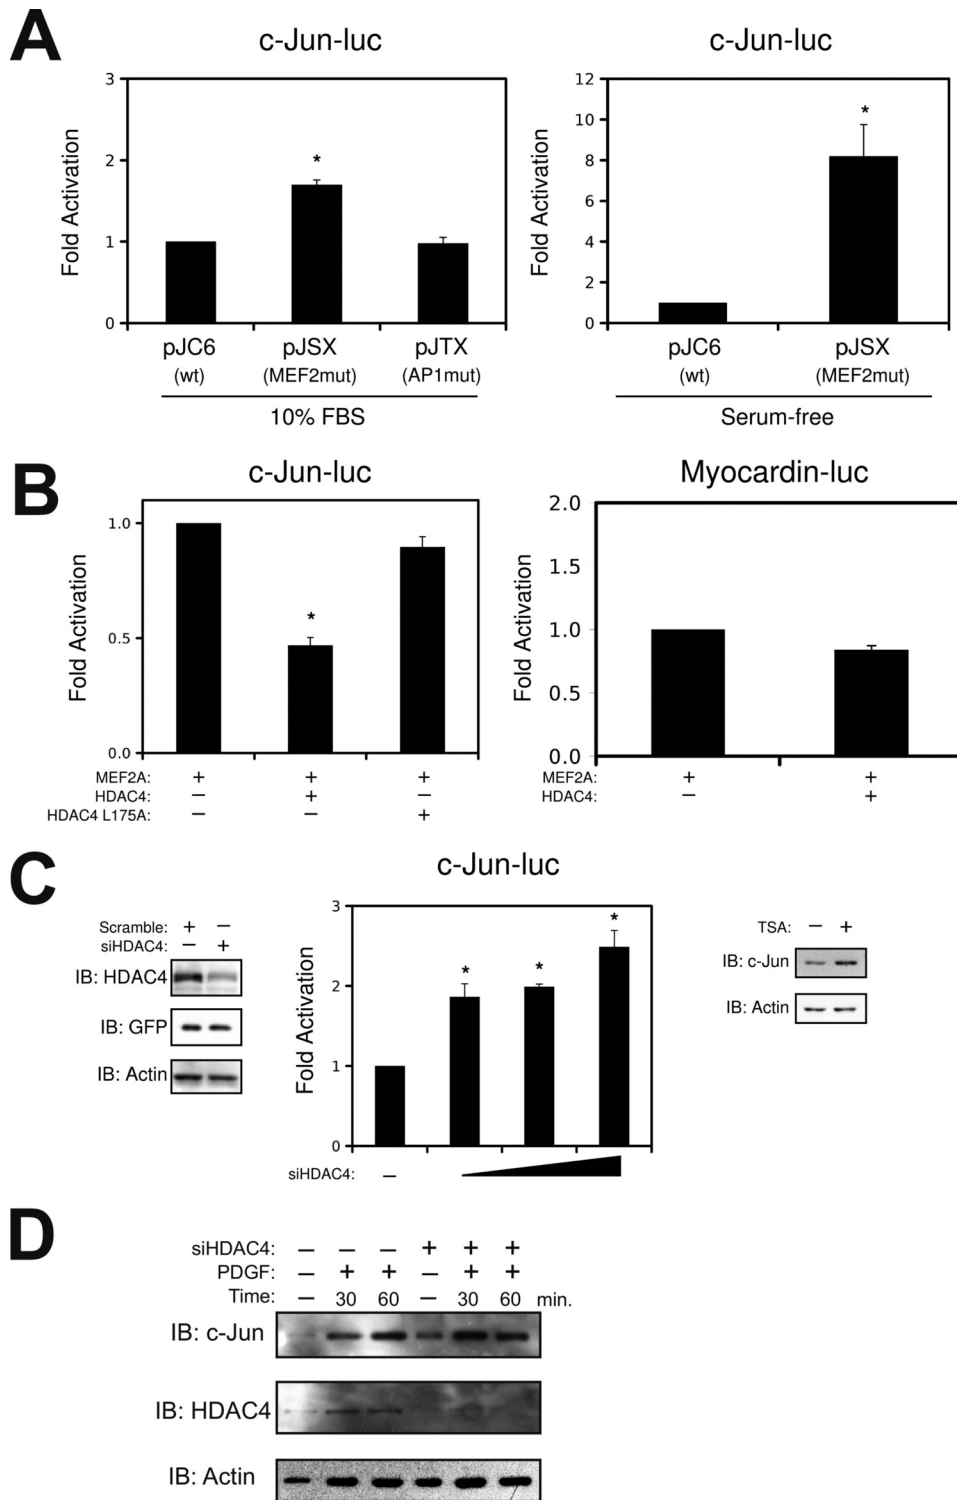 A
c-Jun-luc
Fold Activation
3
2
1
0
*
pJC6 pJSX pJTX
(wt) (MEF2mut) (AP1mut)
10% FBS
c-Jun-luc
Fold Activation
12
10
8
6
4
2
0
*
pJC6 pJSX
(wt) (MEF2mut)
Serum-free
B
c-Jun-luc
Fold Activation
1.0
0.5
0.0
*
MEF2A: + + +
HDAC4: – + –
HDAC4 L175A: – – +
Myocardin-luc
Fold Activation
2.0
1.5
1.0
0.5
0.0
MEF2A: + +
HDAC4: – +
C
Scramble: + –
siHDAC4: – +
IB: HDAC4
IB: GFP
IB: Actin
c-Jun-luc
Fold Activation
3
2
1
0
* * *
siHDAC4: –
TSA: – +
IB: c-Jun
IB: Actin
D
siHDAC4: – – – + + +
PDGF: – + + – + +
Time: – 30 60 – 30 60 min.
IB: c-Jun
IB: HDAC4
IB: Actin